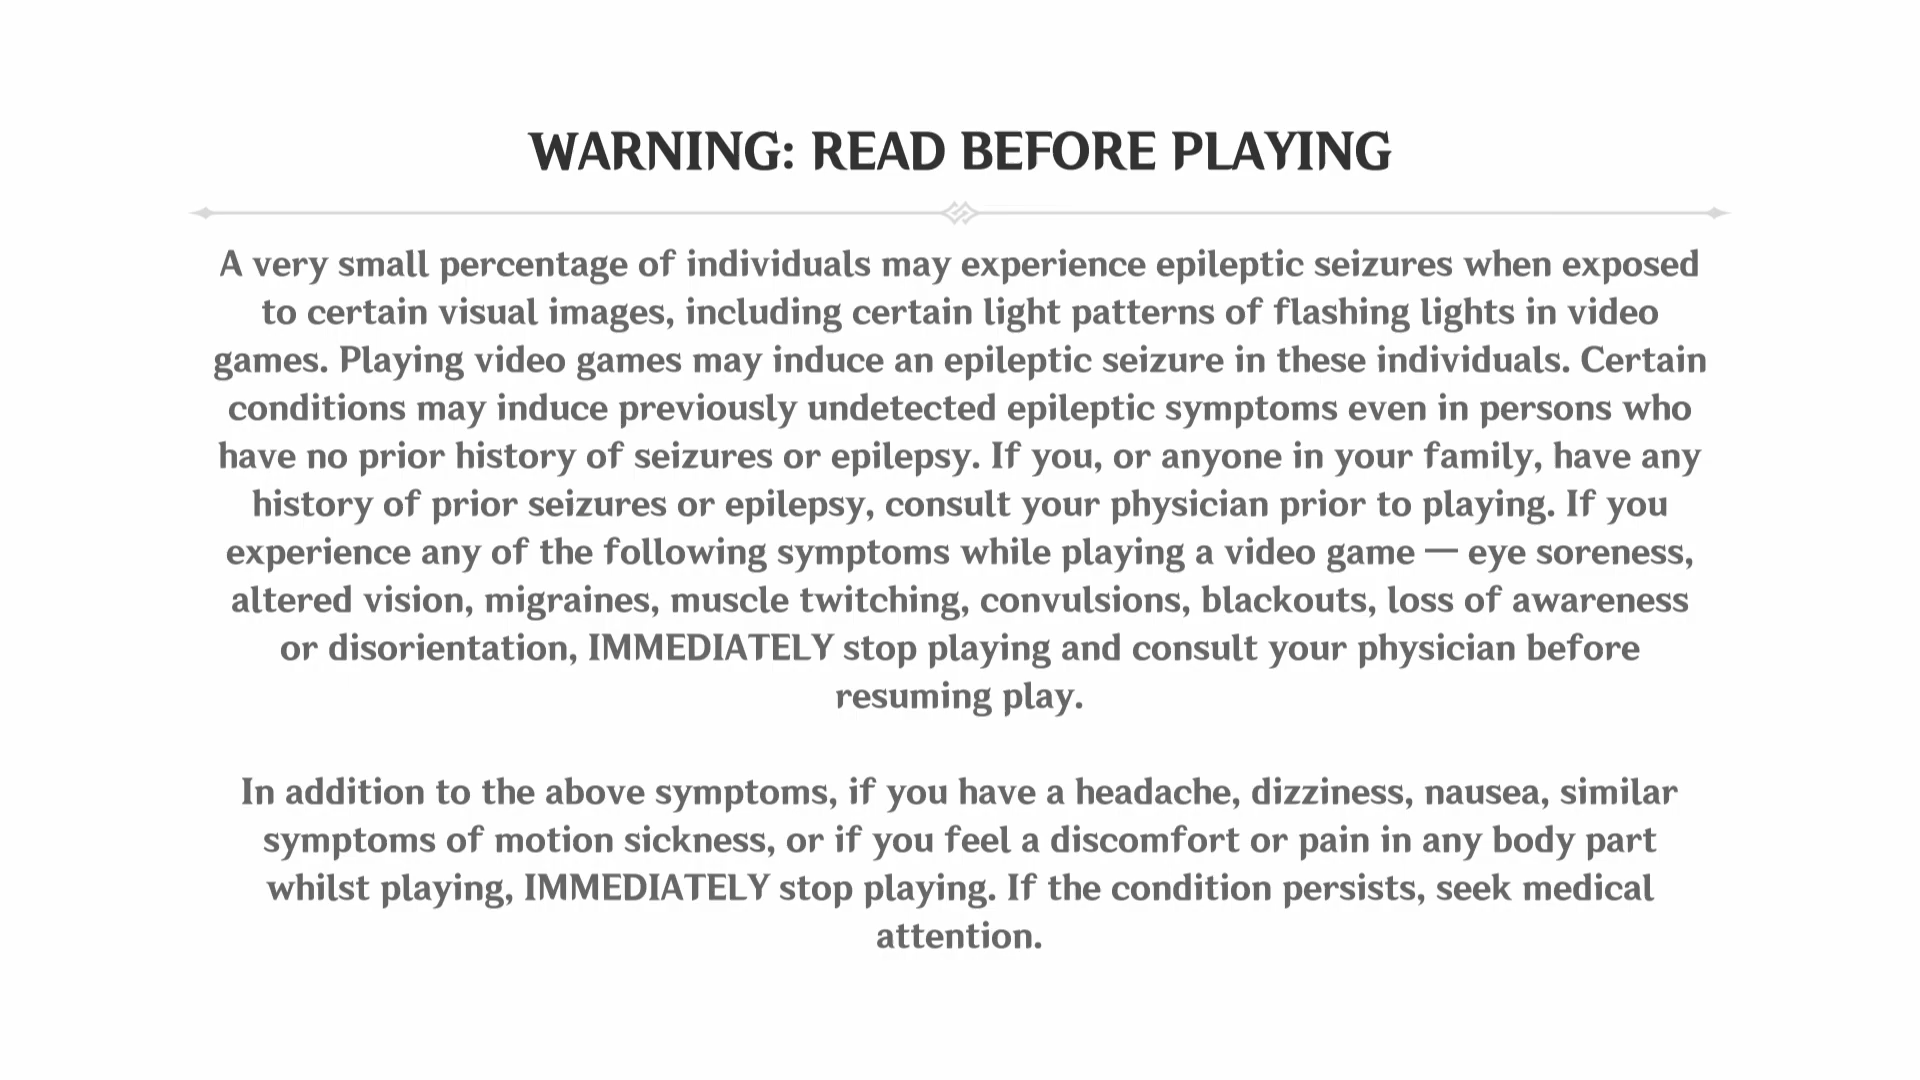 WARNING: READ BEFORE PLAYING
A very small percentage of individuals may experience epileptic seizures when exposed
to certain visual images, including certain light patterns of flashing lights in video
games. Playing video games may induce an epileptic seizure in these individuals. Certain
conditions may induce previously undetected epileptic symptoms even in persons who
have no prior history of seizures or epilepsy. If you, or anyone in your family, have any
history of prior seizures or epilepsy, consult your physician prior to playing. If you
experience any of the following symptoms while playing a video game — eye soreness,
altered vision, migraines, muscle twitching, convulsions, blackouts, loss of awareness
or disorientation, IMMEDIATELY stop playing and consult your physician before
resuming play.
In addition to the above symptoms, if you have a headache, dizziness, nausea, similar
symptoms of motion sickness, or if you feel a discomfort or pain in any body part
whilst playing, IMMEDIATELY stop playing. If the condition persists, seek medical
attention.